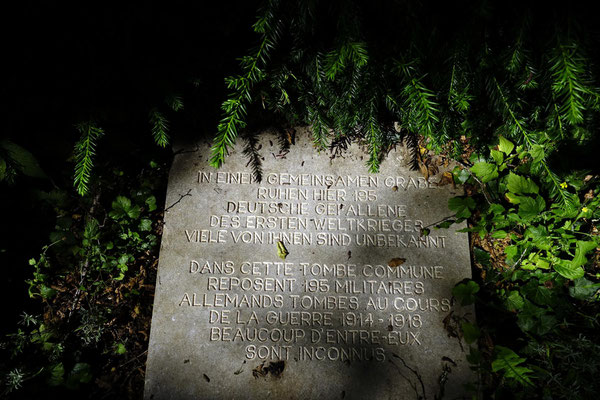 IN EINEM GEMEINSAMEN GRABE
RUHEN HIER 195
DEUTSCHE GEFALLENE
DES ERSTEN WELTKRIEGES
VIELE VON IHNEN SIND UNBEKANNT
DANS CETTE TOMBE COMMUNE
REPOSENT 195 MILITAIRES
ALLEMANDS TOMBES AU COURS
DE LA GUERRE 1914-1918
BEAUCOUP D'ENTRE-EUX
SONT INCONNUS